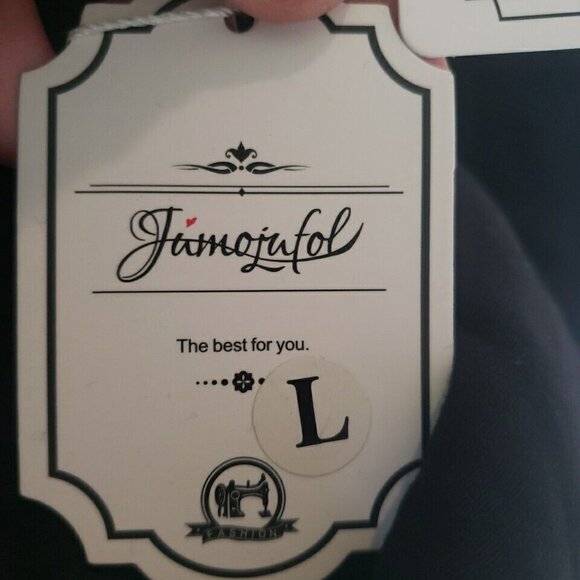 Jamojufol
The best for you.
L
FASHION